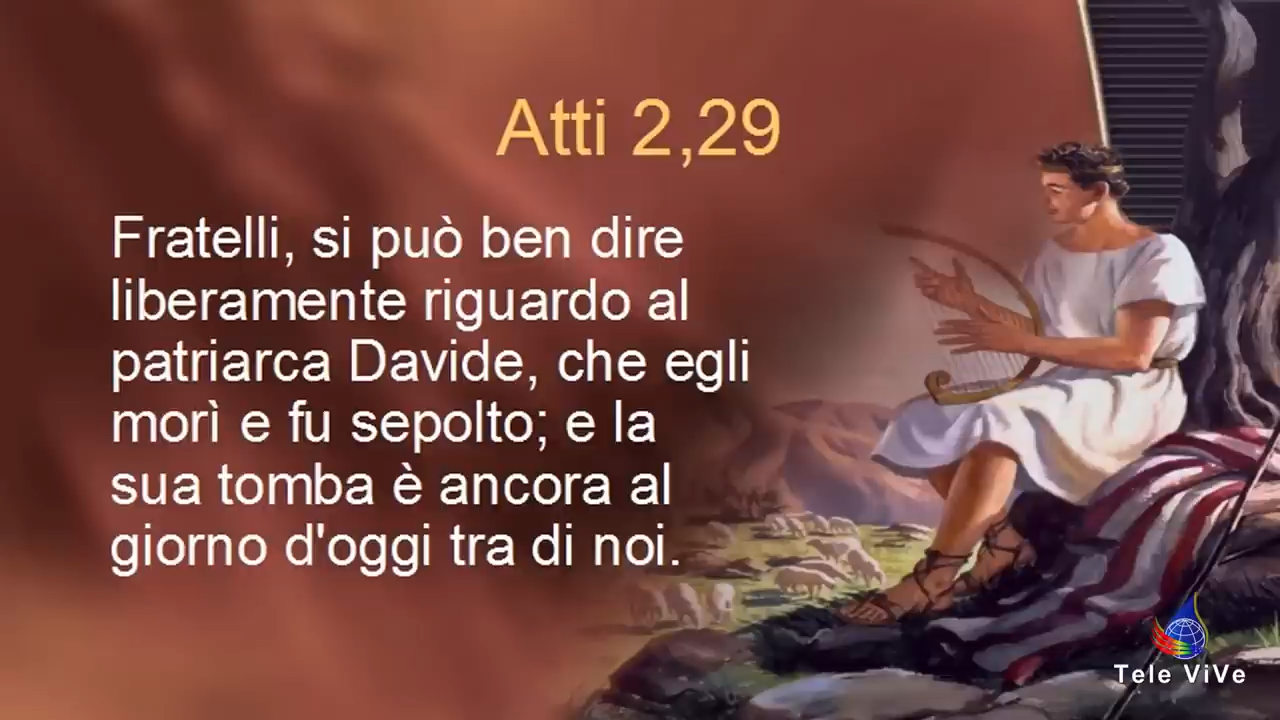 Atti 2,29
Fratelli, si può ben dire
liberamente riguardo al
patriarca Davide, che egli
morì e fu sepolto; e la
sua tomba è ancora al
giorno d'oggi tra di noi.
Tele ViVe